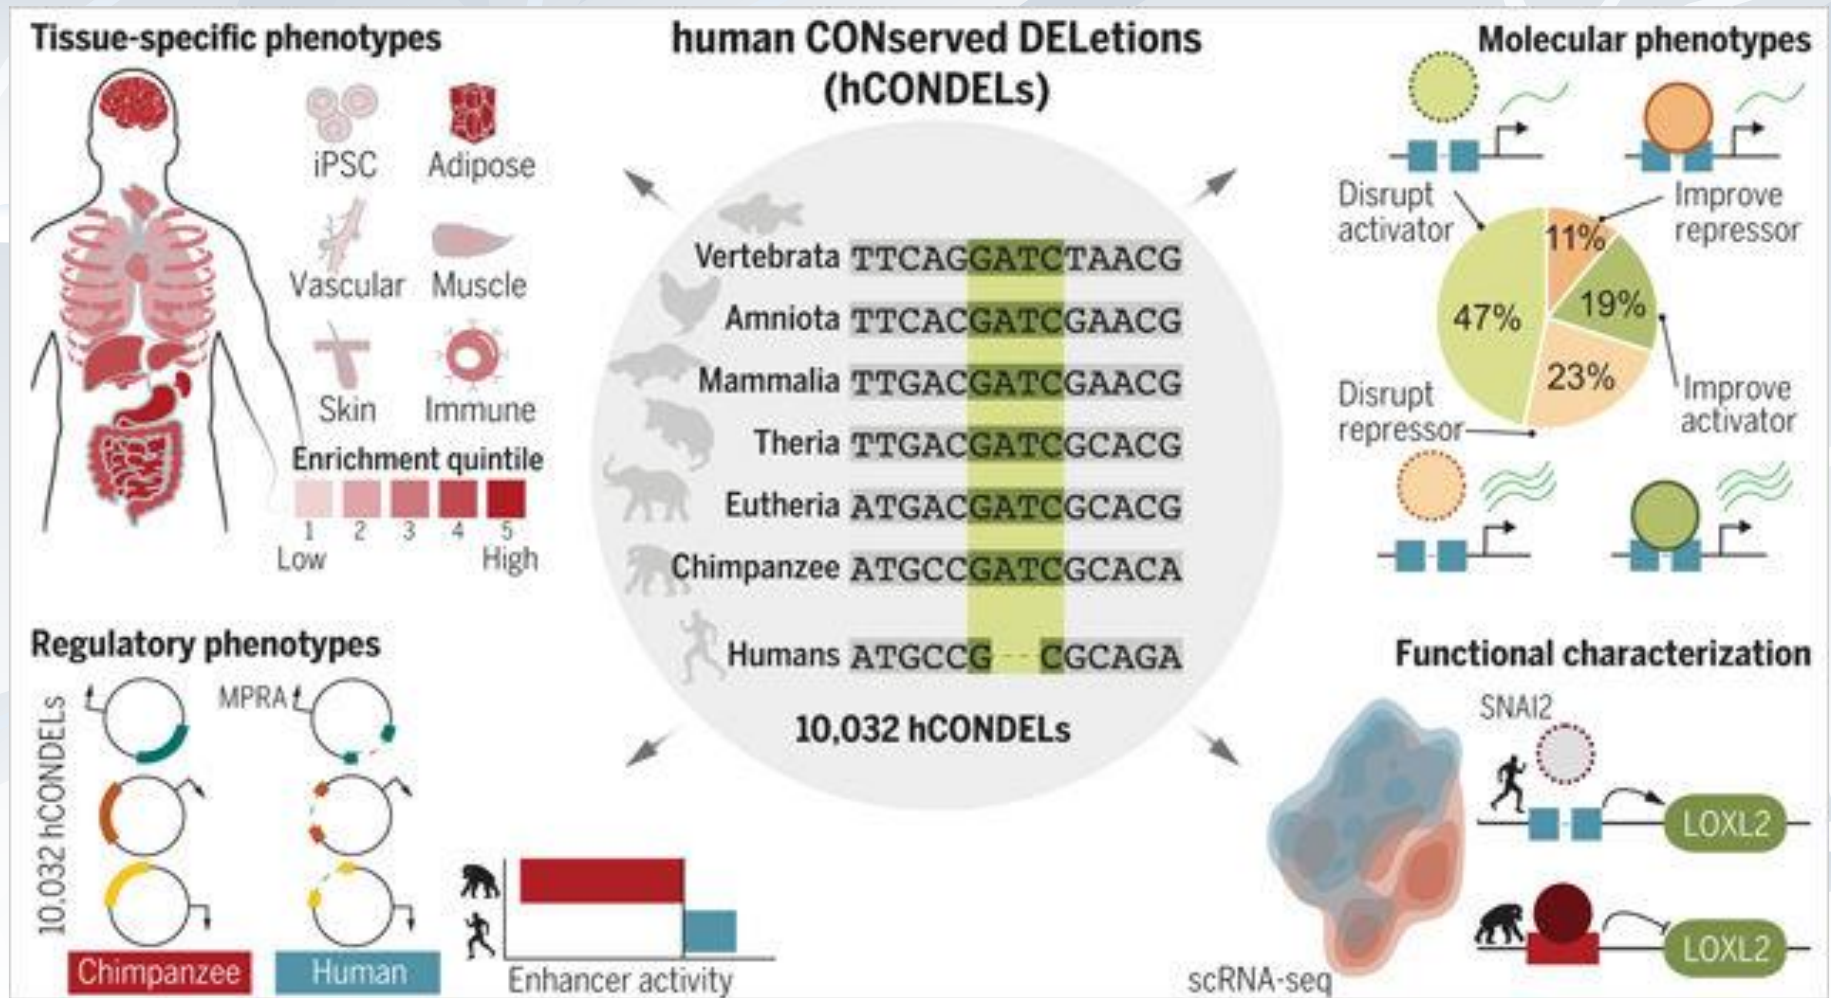 Tissue-specific phenotypes
iPSC
Adipose
Vascular
Muscle
Skin
Immune
Enrichment quintile
1 2 3 4 5
Low
High
human CONserved DELetions
(hCONDELs)
Vertebrata TTCAGGATCTAACG
Amniota TTCACGATCGAACG
Mammalia TTGACGATCGAACG
Theria TTGACGATCGCACG
Eutheria ATGACGATCGCACG
Chimpanzee ATGCCGATCGCACA
Humans ATGCCG--CGCAGA
10,032 hCONDELs
Molecular phenotypes
Disrupt
activator
Improve
repressor
11%
19%
47%
23%
Disrupt
repressor
Improve
activator
Regulatory phenotypes
10,032 hCONDELs
MPRA
Chimpanzee
Human
Enhancer activity
Functional characterization
SNAI2
LOXL2
LOXL2
scRNA-seq